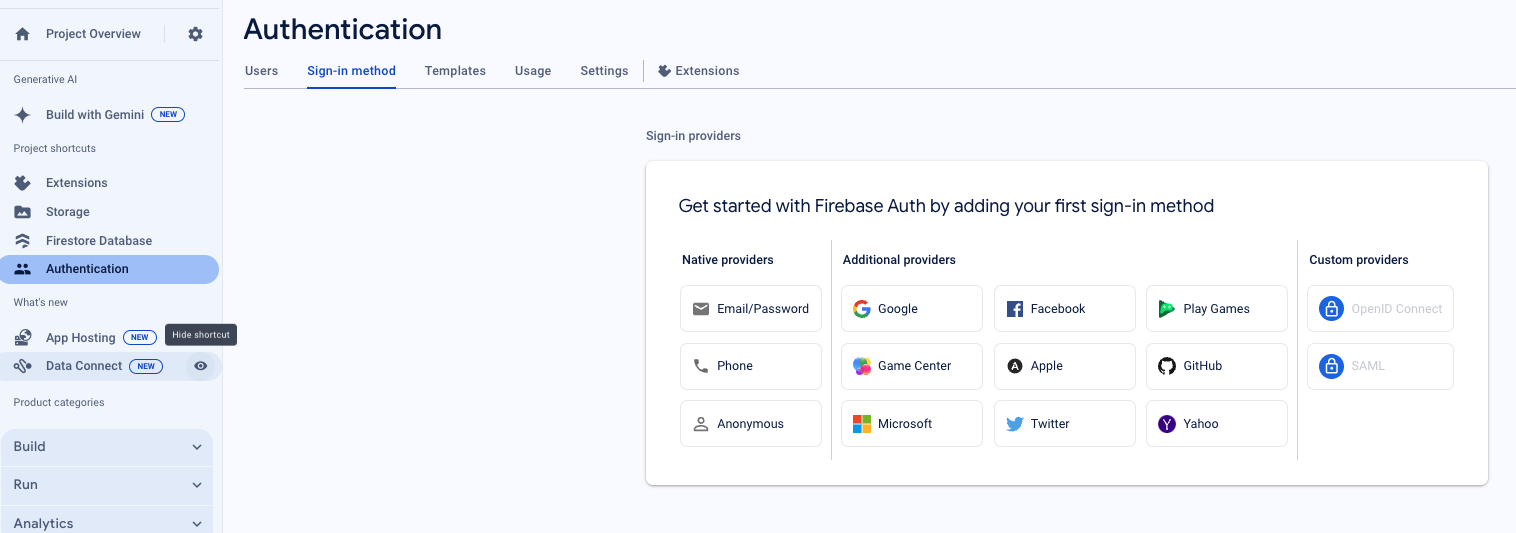 Project Overview
Generative AI
Build with Gemini NEW
Project shortcuts
Extensions
Storage
Firestore Database
Authentication
What's new
App Hosting NEW
Hide shortcut
Data Connect NEW
Product categories
Build
Run
Analytics
Authentication
Users Sign-in method Templates Usage Settings Extensions
Sign-in providers
Get started with Firebase Auth by adding your first sign-in method
Native providers
Email/Password
Phone
Anonymous
Additional providers
Google Facebook Play Games
Game Center Apple GitHub
Microsoft Twitter Yahoo
Custom providers
OpenID Connect
SAML